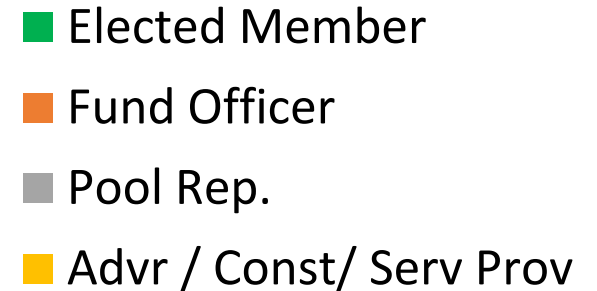 Elected Member
Fund Officer
Pool Rep.
Advr / Const/ Serv Prov